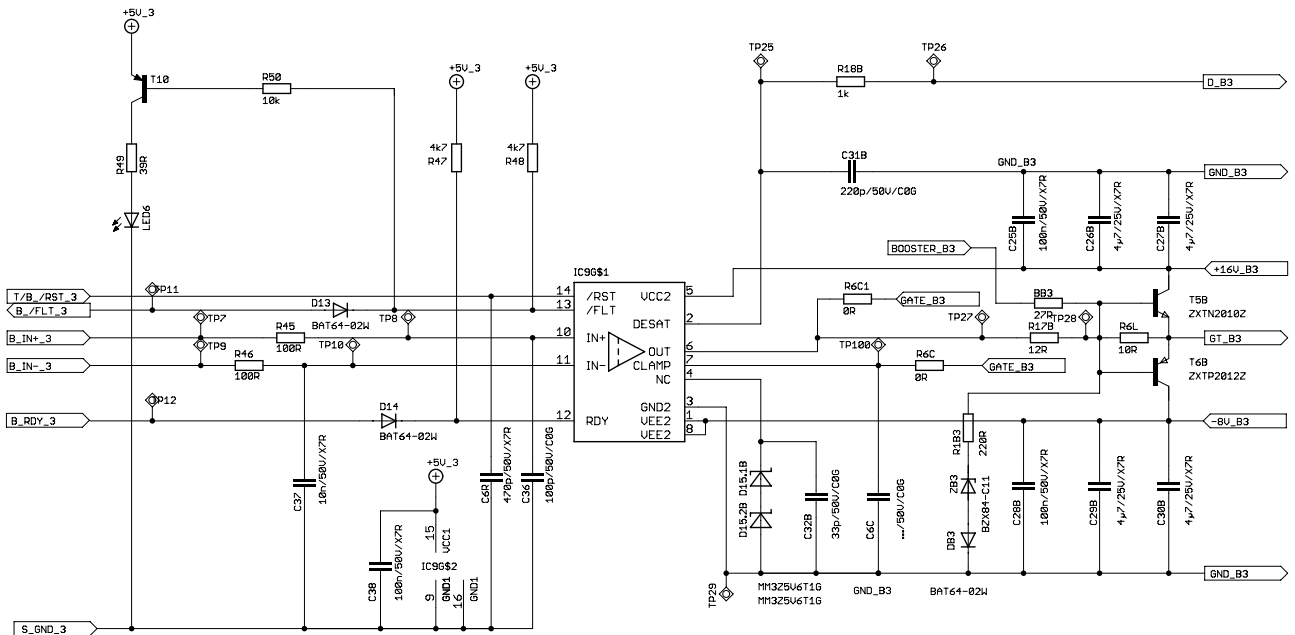 +5V_3
T10
R50
10k
+5V_3
+5V_3
TP25
TP26
R18B
1k
D_B3
R49
39R
4k7
R47
4k7
R48
C31B
220p/50V/C0G
GND_B3
GND_B3
LED6
C25B
100n/50V/X7R
C26B
4µ7/25V/X7R
C27B
4µ7/25V/X7R
BOOSTER_B3
IC9G$1
T/B_/RST_3
TP11
14
/RST
VCC2
5
+16V_B3
B_/FLT_3
D13
BAT64-02W
13
/FLT
R6C1
0R
GATE_B3
BB3
27R
T5B
ZXTN2010Z
TP7
TP8
DESAT
2
TP27
TP28
B_IN+_3
R45
100R
10
IN+
OUT
6
R17B
12R
R6L
10R
GT_B3
TP9
TP10
TP100
B_IN-_3
R46
100R
11
IN-
CLAMP
7
R6C
0R
GATE_B3
T6B
ZXTP2012Z
NC
4
TP12
GND2
3
B_RDY_3
D14
BAT64-02W
12
RDY
VEE2
1
VEE2
8
R1B3
220R
-8V_B3
C37
10n/50V/X7R
+5V_3
C6R
470p/50V/X7R
C36
100p/50V/C0G
D15.1B
D15.2B
C32B
33p/50V/C0G
C6C
--/50V/C0G
ZB3
BZX84-C11
DB3
C28B
100n/50V/X7R
C29B
4µ7/25V/X7R
C30B
4µ7/25V/X7R
15
VCC1
IC9G$2
C38
100n/50V/X7R
9
GND1
16
GND1
TP29
MM3Z5V6T1G
MM3Z5V6T1G
GND_B3
BAT64-02W
GND_B3
S_GND_3